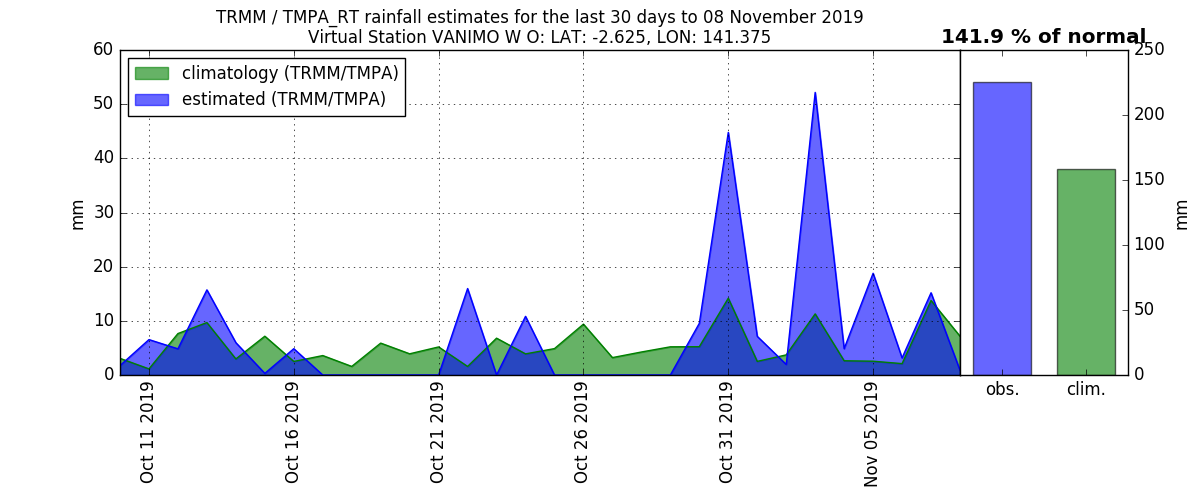 TRMM / TMPA_RT rainfall estimates for the last 30 days to 08 November 2019
Virtual Station VANIMO W O: LAT: -2.625, LON: 141.375
141.9 % of normal
climatology (TRMM/TMPA)
estimated (TRMM/TMPA)
60
50
40
30
20
10
0
mm
Oct 11 2019
Oct 16 2019
Oct 21 2019
Oct 26 2019
Oct 31 2019
Nov 05 2019
obs.
clim.
250
200
150
100
50
0
mm